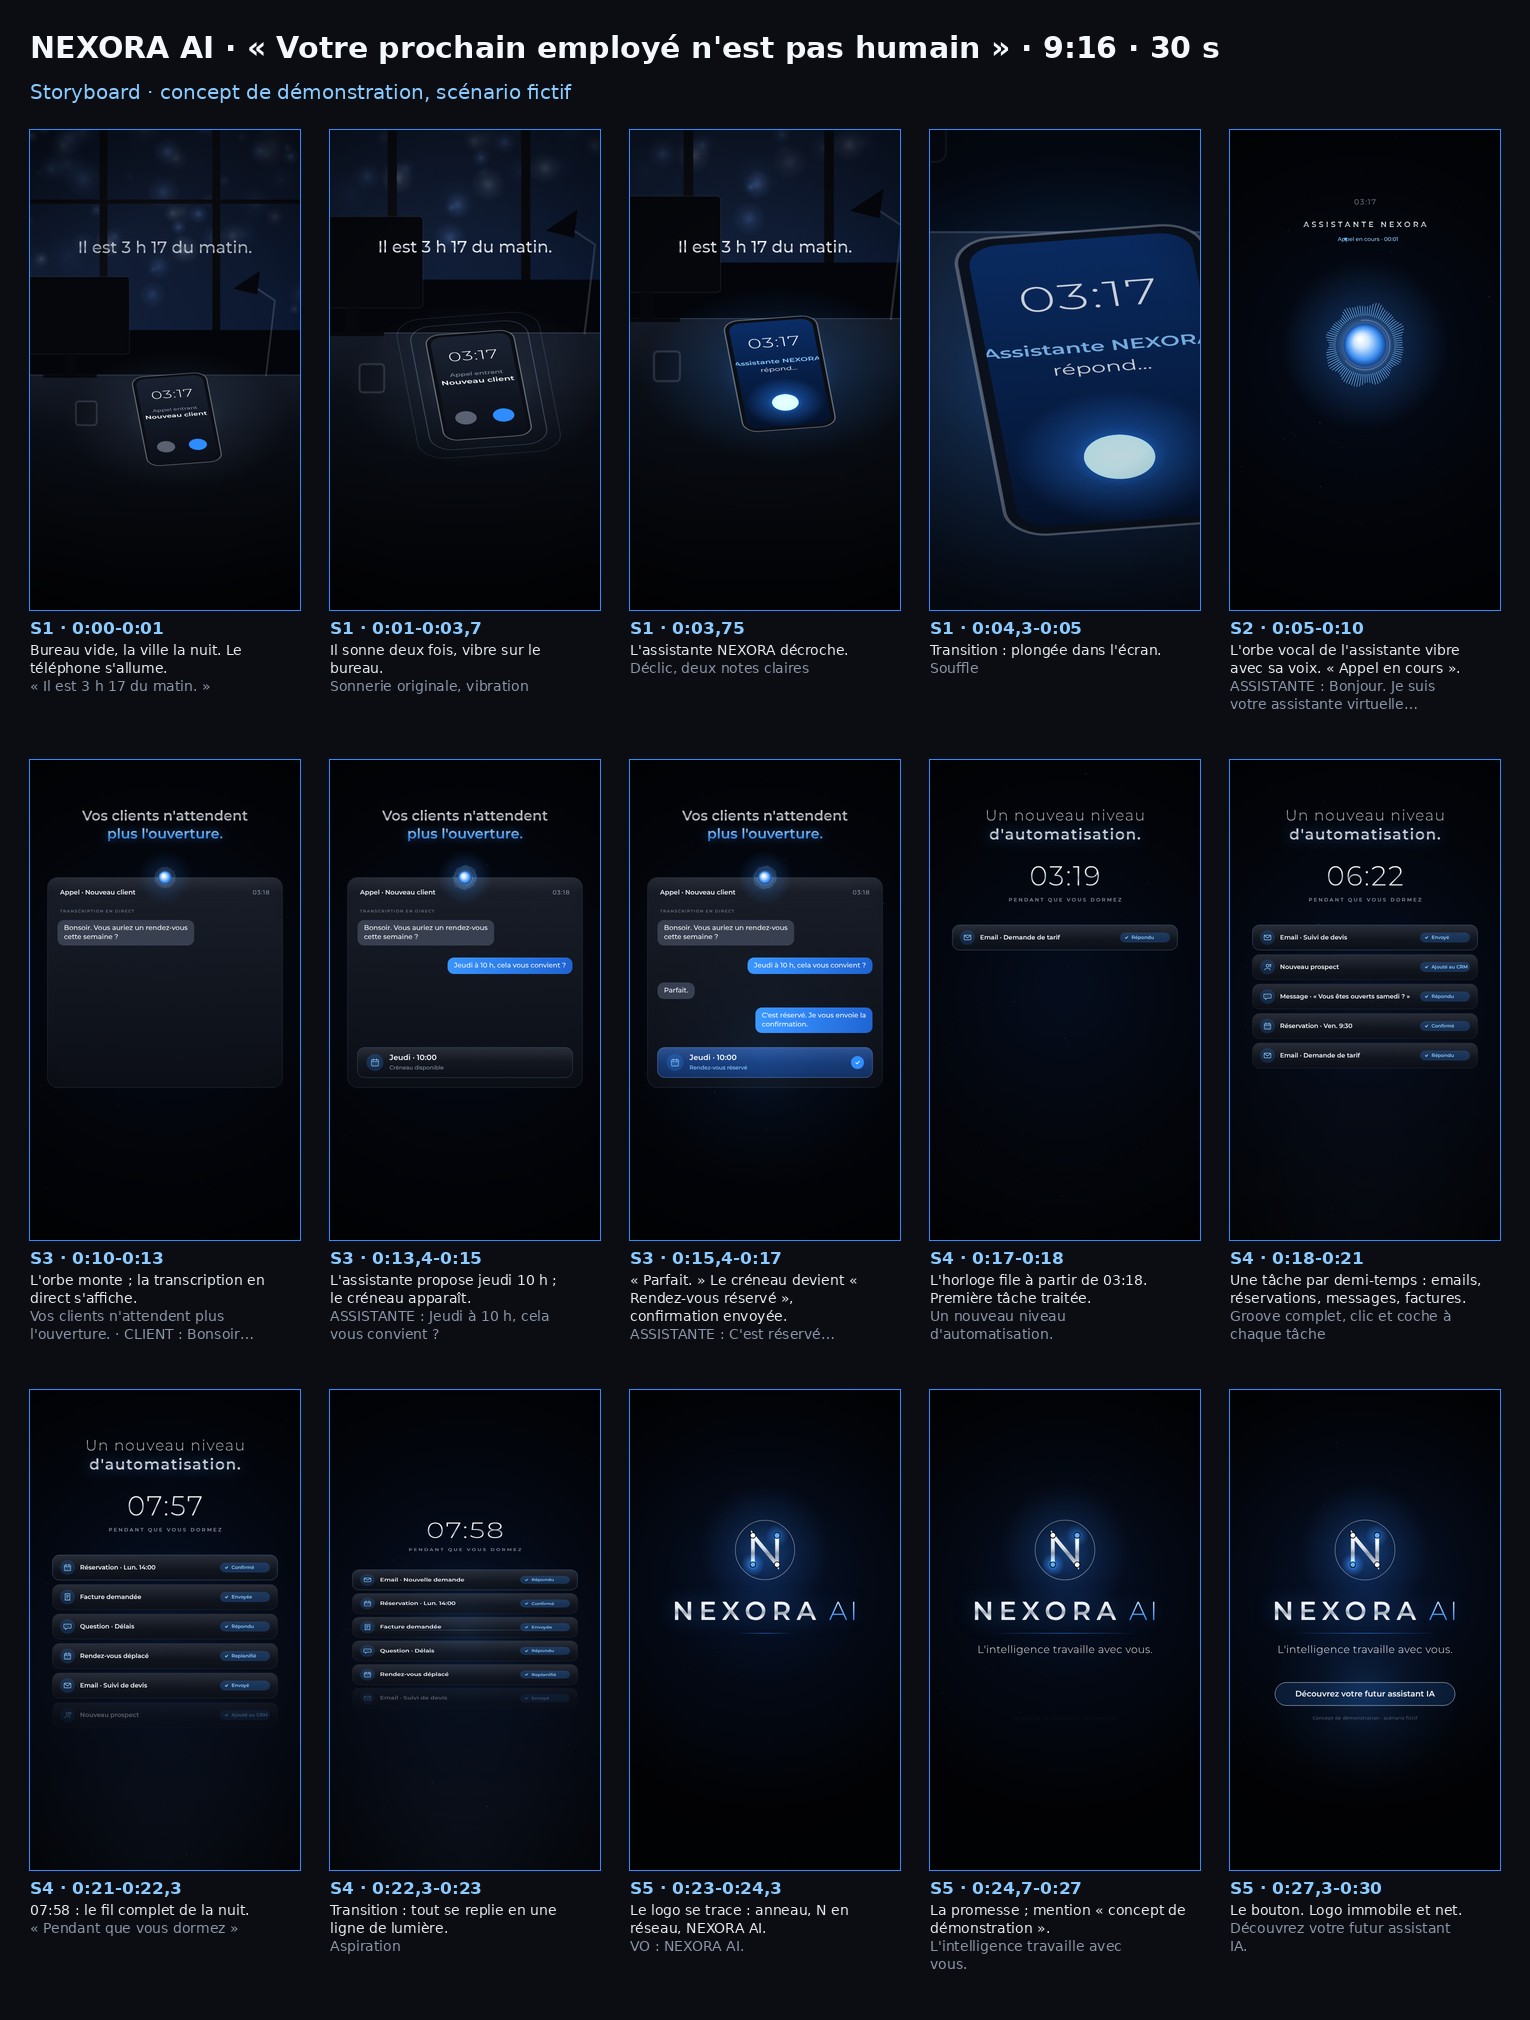 NEXORA AI · « Votre prochain employé n'est pas humain » · 9:16 · 30 s
Storyboard · concept de démonstration, scénario fictif
Il est 3 h 17 du matin.
03:17
Appel entrant
Nouveau client
Il est 3 h 17 du matin.
03:17
Appel entrant
Nouveau client
Il est 3 h 17 du matin.
03:17
Assistante NEXORA
répond...
03:17
Assistante NEXORA
répond...
03:17
ASSISTANTE NEXORA
Appel en cours · 00:01
S1 · 0:00-0:01
Bureau vide, la ville la nuit. Le
téléphone s'allume.
« Il est 3 h 17 du matin. »
S1 · 0:01-0:03,7
Il sonne deux fois, vibre sur le
bureau.
Sonnerie originale, vibration
S1 · 0:03,75
L'assistante NEXORA décroche.
Déclic, deux notes claires
S1 · 0:04,3-0:05
Transition : plongée dans l'écran.
Souffle
S2 · 0:05-0:10
L'orbe vocal de l'assistante vibre
avec sa voix. « Appel en cours ».
ASSISTANTE : Bonjour. Je suis
votre assistante virtuelle…
Vos clients n'attendent
plus l'ouverture.
Appel · Nouveau client 03:18
TRANSCRIPTION EN DIRECT
Bonsoir. Vous auriez un rendez-vous
cette semaine ?
Vos clients n'attendent
plus l'ouverture.
Appel · Nouveau client 03:18
TRANSCRIPTION EN DIRECT
Bonsoir. Vous auriez un rendez-vous
cette semaine ?
Jeudi à 10 h, cela vous convient ?
Jeudi · 10:00
Créneau disponible
Vos clients n'attendent
plus l'ouverture.
Appel · Nouveau client 03:18
TRANSCRIPTION EN DIRECT
Bonsoir. Vous auriez un rendez-vous
cette semaine ?
Jeudi à 10 h, cela vous convient ?
Parfait.
C'est réservé. Je vous envoie la
confirmation.
Jeudi · 10:00
Rendez-vous réservé
Un nouveau niveau
d'automatisation.
03:19
PENDANT QUE VOUS DORMEZ
Email · Demande de tarif Répondu
Un nouveau niveau
d'automatisation.
06:22
PENDANT QUE VOUS DORMEZ
Email · Suivi de devis Envoyé
Nouveau prospect Ajouté au CRM
Message · « Vous êtes ouverts samedi ? » Répondu
Réservation · Ven. 9:30 Confirmé
Email · Demande de tarif Répondu
S3 · 0:10-0:13
L'orbe monte ; la transcription en
direct s'affiche.
Vos clients n'attendent plus
l'ouverture. · CLIENT : Bonsoir…
S3 · 0:13,4-0:15
L'assistante propose jeudi 10 h ;
le créneau apparaît.
ASSISTANTE : Jeudi à 10 h, cela
vous convient ?
S3 · 0:15,4-0:17
« Parfait. » Le créneau devient «
Rendez-vous réservé »,
confirmation envoyée.
ASSISTANTE : C'est réservé…
S4 · 0:17-0:18
L'horloge file à partir de 03:18.
Première tâche traitée.
Un nouveau niveau
d'automatisation.
S4 · 0:18-0:21
Une tâche par demi-temps : emails,
réservations, messages, factures.
Groove complet, clic et coche à
chaque tâche
Un nouveau niveau
d'automatisation.
07:57
PENDANT QUE VOUS DORMEZ
Réservation · Lun. 14:00 Confirmé
Facture demandée Envoyée
Question · Délais Répondu
Rendez-vous déplacé Replanifié
Email · Suivi de devis Envoyé
Nouveau prospect Ajouté au CRM
07:58
PENDANT QUE VOUS DORMEZ
Email · Nouvelle demande Répondu
Réservation · Lun. 14:00 Confirmé
Facture demandée Envoyée
Question · Délais Répondu
Rendez-vous déplacé Replanifié
Email · Suivi de devis Envoyé
N
NEXORA AI
N
NEXORA AI
L'intelligence travaille avec vous.
N
NEXORA AI
L'intelligence travaille avec vous.
Découvrez votre futur assistant IA
Concept de démonstration · scénario fictif
S4 · 0:21-0:22,3
07:58 : le fil complet de la nuit.
« Pendant que vous dormez »
S4 · 0:22,3-0:23
Transition : tout se replie en une
ligne de lumière.
Aspiration
S5 · 0:23-0:24,3
Le logo se trace : anneau, N en
réseau, NEXORA AI.
VO : NEXORA AI.
S5 · 0:24,7-0:27
La promesse ; mention « concept de
démonstration ».
L'intelligence travaille avec
vous.
S5 · 0:27,3-0:30
Le bouton. Logo immobile et net.
Découvrez votre futur assistant
IA.